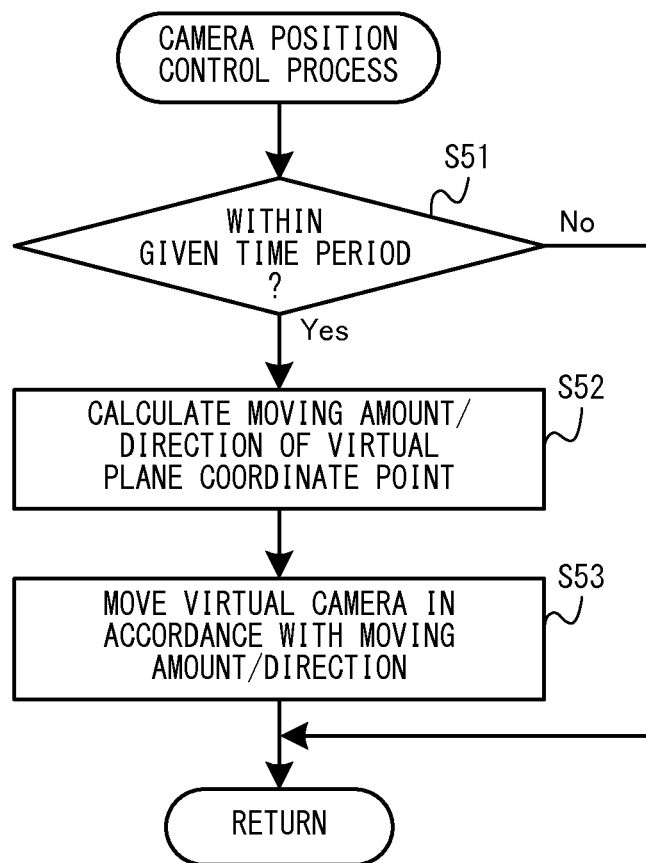 CAMERA POSITION
CONTROL PROCESS
S51
WITHIN
GIVEN TIME PERIOD
?
No
Yes
S52
CALCULATE MOVING AMOUNT/
DIRECTION OF VIRTUAL
PLANE COORDINATE POINT
S53
MOVE VIRTUAL CAMERA IN
ACCORDANCE WITH MOVING
AMOUNT/DIRECTION
RETURN